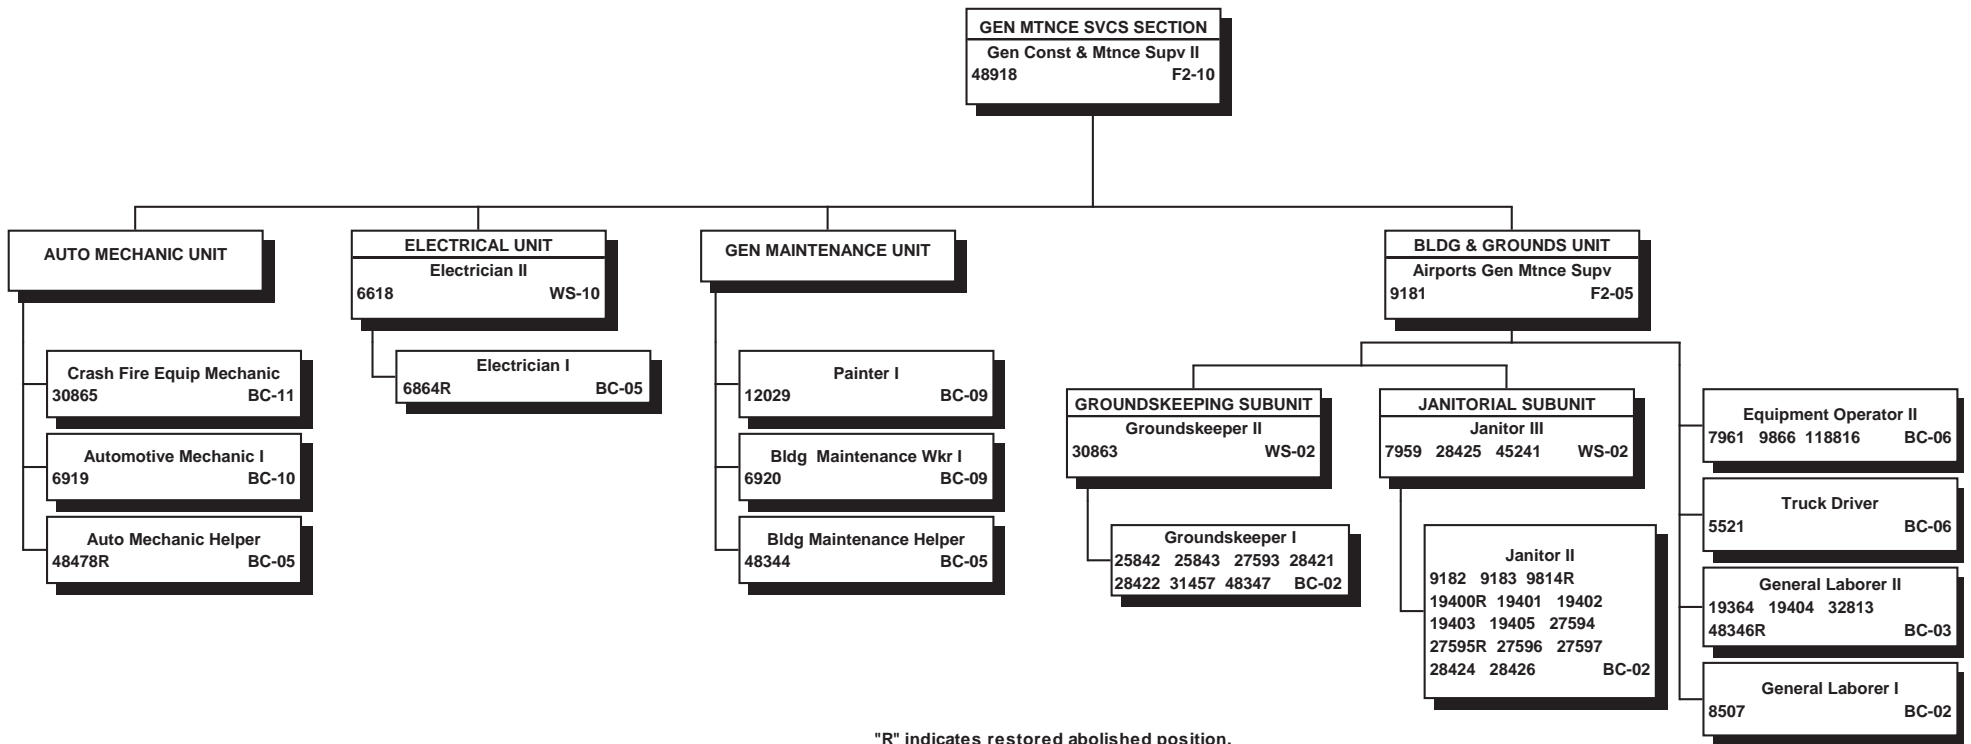 GEN MTNCE SVCS SECTION
Gen Const & Mtnce Supv II
48918 F2-10
AUTO MECHANIC UNIT
Crash Fire Equip Mechanic
30865 BC-11
Automotive Mechanic I
6919 BC-10
Auto Mechanic Helper
48478R BC-05
ELECTRICAL UNIT
Electrician II
6618 WS-10
Electrician I
6864R BC-05
GEN MAINTENANCE UNIT
Painter I
12029 BC-09
Bldg Maintenance Wkr I
6920 BC-09
Bldg Maintenance Helper
48344 BC-05
BLDG & GROUNDS UNIT
Airports Gen Mtnce Supv
9181 F2-05
GROUNDSKEEPING SUBUNIT
Groundskeeper II
30863 WS-02
Groundskeeper I
25842 25843 27593 28421
28422 31457 48347 BC-02
JANITORIAL SUBUNIT
Janitor III
7959 28425 45241 WS-02
Janitor II
9182 9183 9814R
19400R 19401 19402
19403 19405 27594
27595R 27596 27597
28424 28426 BC-02
Equipment Operator II
7961 9866 118816 BC-06
Truck Driver
5521 BC-06
General Laborer II
19364 19404 32813
48346R BC-03
General Laborer I
8507 BC-02
"R" indicates restored abolished position.